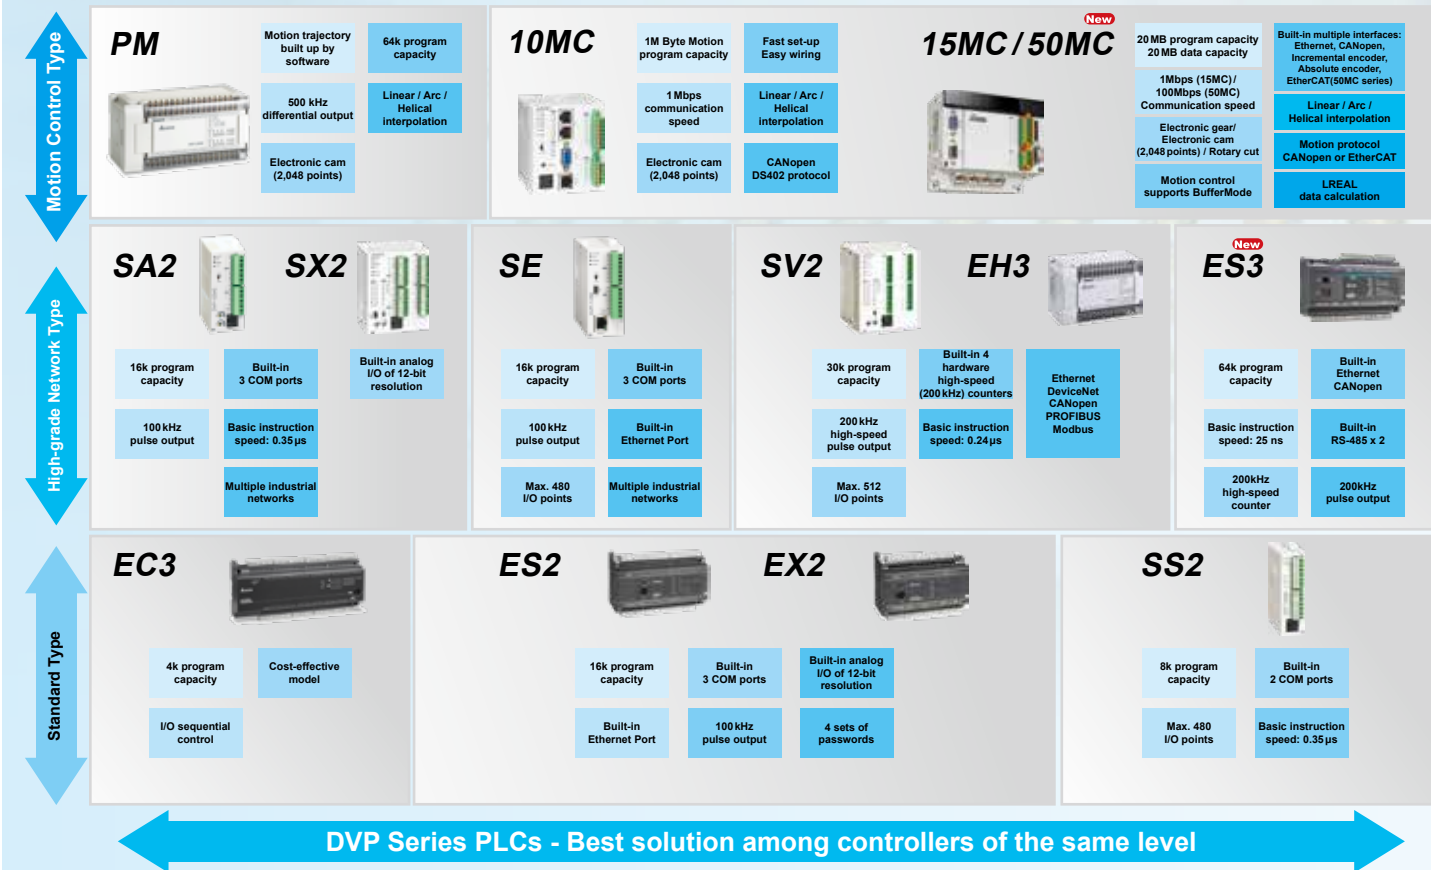 Motion Control Type
PM
Motion trajectory
built up by
software
64k program
capacity
500 kHz
differential output
Linear / Arc /
Helical
interpolation
Electronic cam
(2,048 points)
10MC
1M Byte Motion
program capacity
Fast set-up
Easy wiring
1 Mbps
communication
speed
Linear / Arc /
Helical
interpolation
Electronic cam
(2,048 points)
CANopen
DS402 protocol
New
15MC / 50MC
20 MB program capacity
20 MB data capacity
Built-in multiple interfaces:
Ethernet, CANopen,
Incremental encoder,
Absolute encoder,
EtherCAT(50MC series)
1Mbps (15MC) /
100Mbps (50MC)
Communication speed
Linear / Arc /
Helical interpolation
Electronic gear/
Electronic cam
(2,048 points) / Rotary cut
Motion protocol
CANopen or EtherCAT
Motion control
supports BufferMode
LREAL
data calculation
High-grade Network Type
SA2
SX2
16k program
capacity
Built-in
3 COM ports
Built-in analog
I/O of 12-bit
resolution
100 kHz
pulse output
Basic instruction
speed: 0.35 μs
Multiple industrial
networks
SE
16k program
capacity
Built-in
3 COM ports
100 kHz
pulse output
Built-in
Ethernet Port
Max. 480
I/O points
Multiple industrial
networks
SV2
EH3
30k program
capacity
Built-in 4
hardware
high-speed
(200 kHz) counters
Ethernet
DeviceNet
CANopen
PROFIBUS
Modbus
200 kHz
high-speed
pulse output
Basic instruction
speed: 0.24 μs
Max. 512
I/O points
New
ES3
64k program
capacity
Built-in
Ethernet
CANopen
Basic instruction
speed: 25 ns
Built-in
RS-485 x 2
200kHz
high-speed
counter
200kHz
pulse output
Standard Type
EC3
4k program
capacity
Cost-effective
model
I/O sequential
control
ES2
EX2
16k program
capacity
Built-in
3 COM ports
Built-in analog
I/O of 12-bit
resolution
Built-in
Ethernet Port
100 kHz
pulse output
4 sets of
passwords
SS2
8k program
capacity
Built-in
2 COM ports
Max. 480
I/O points
Basic instruction
speed: 0.35 μs
DVP Series PLCs - Best solution among controllers of the same level